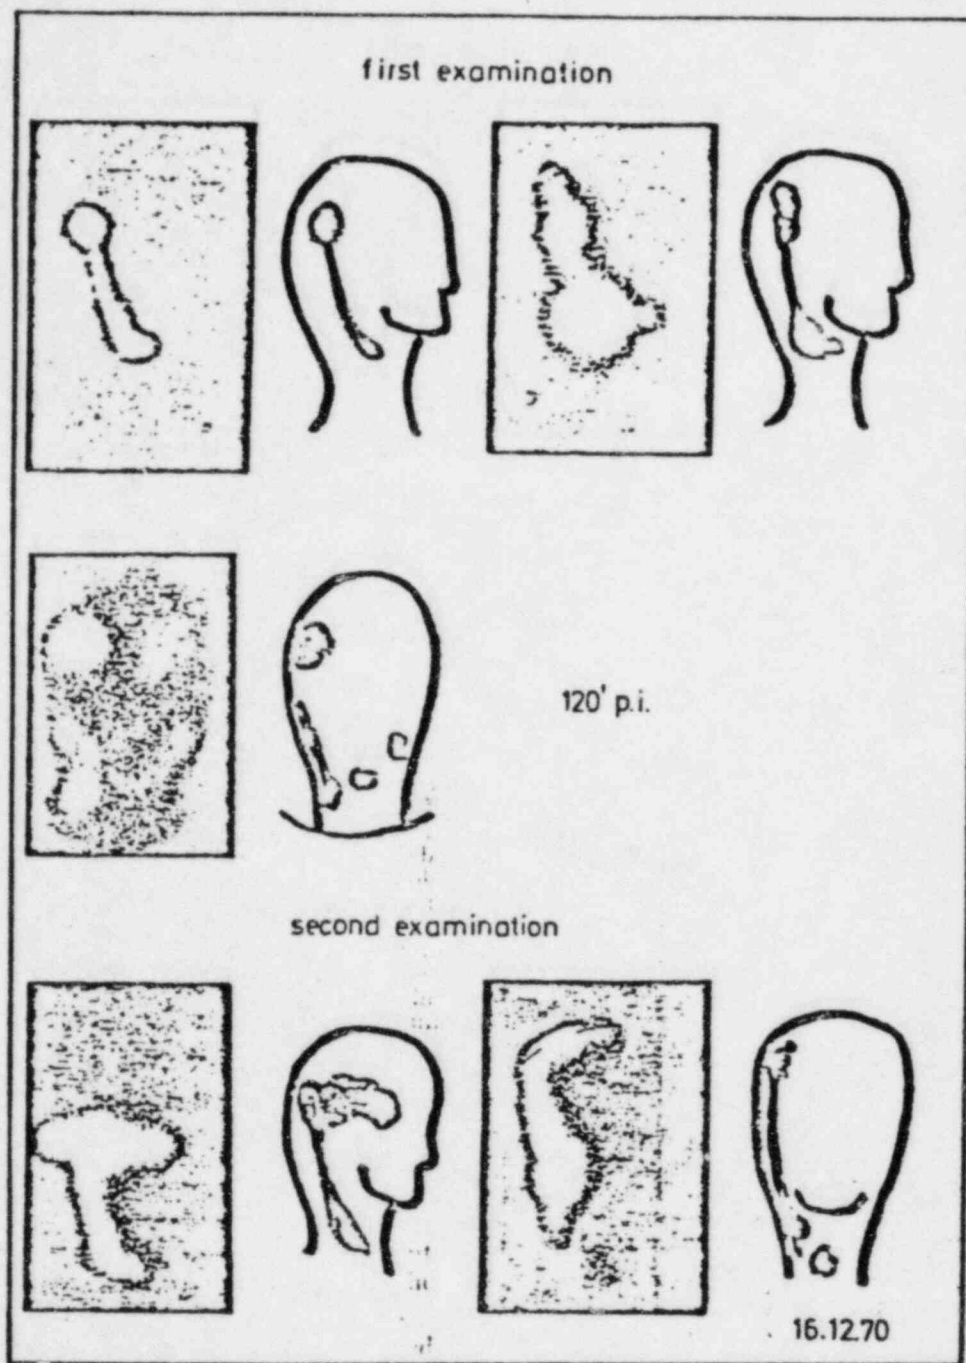 first examination
120' p.i.
second examination
16.12.70